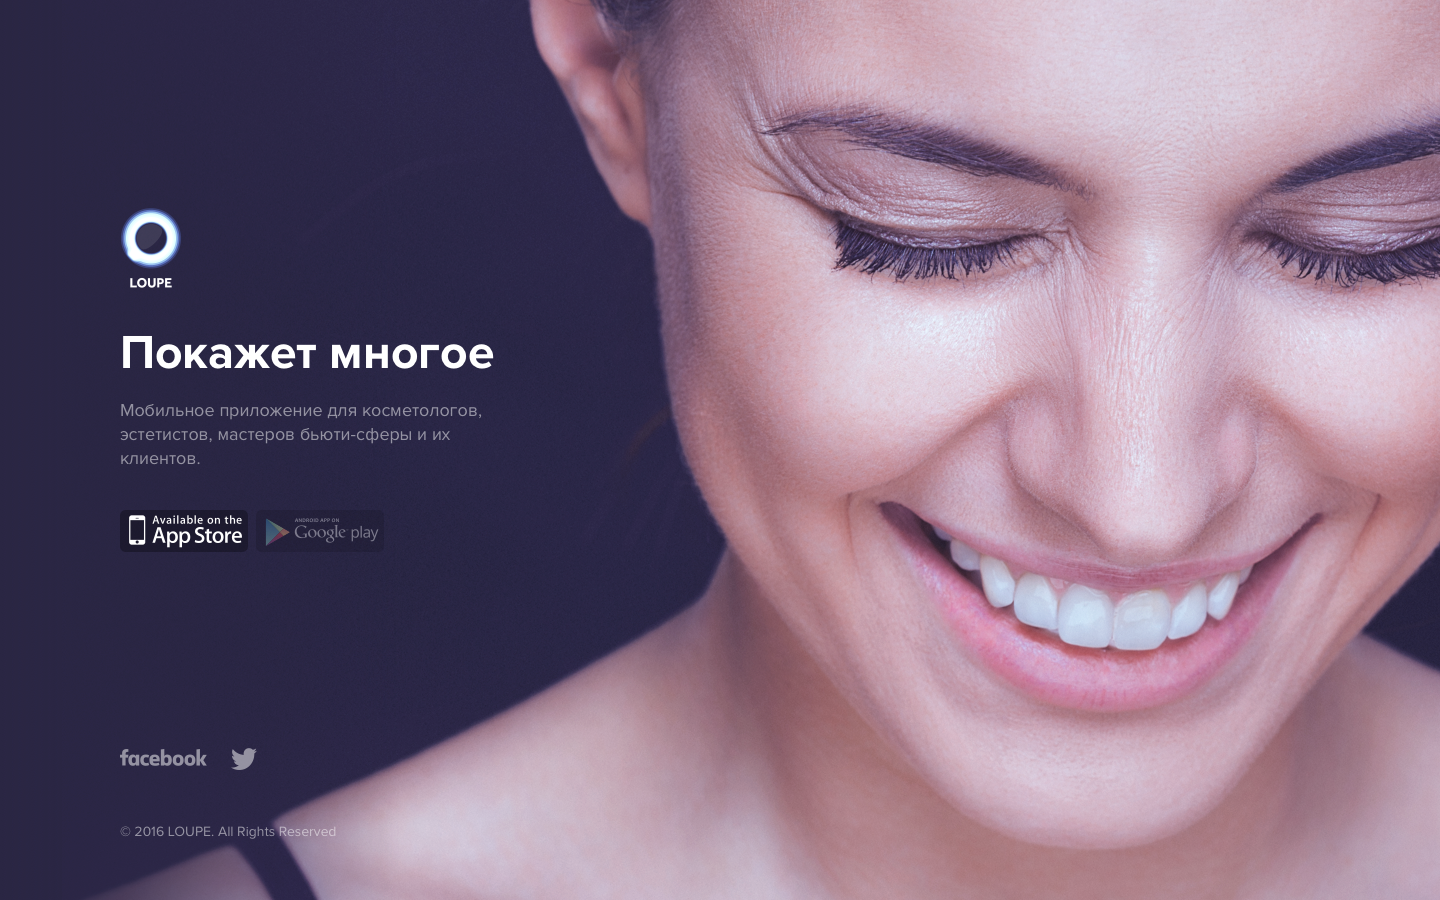 LOUPE
Покажет многое
Мобильное приложение для косметологов,
эстетистов, мастеров бьюти-сферы и их
клиентов.
Available on the
App Store
ANDROID APP ON
Google play
facebook
© 2016 LOUPE. All Rights Reserved